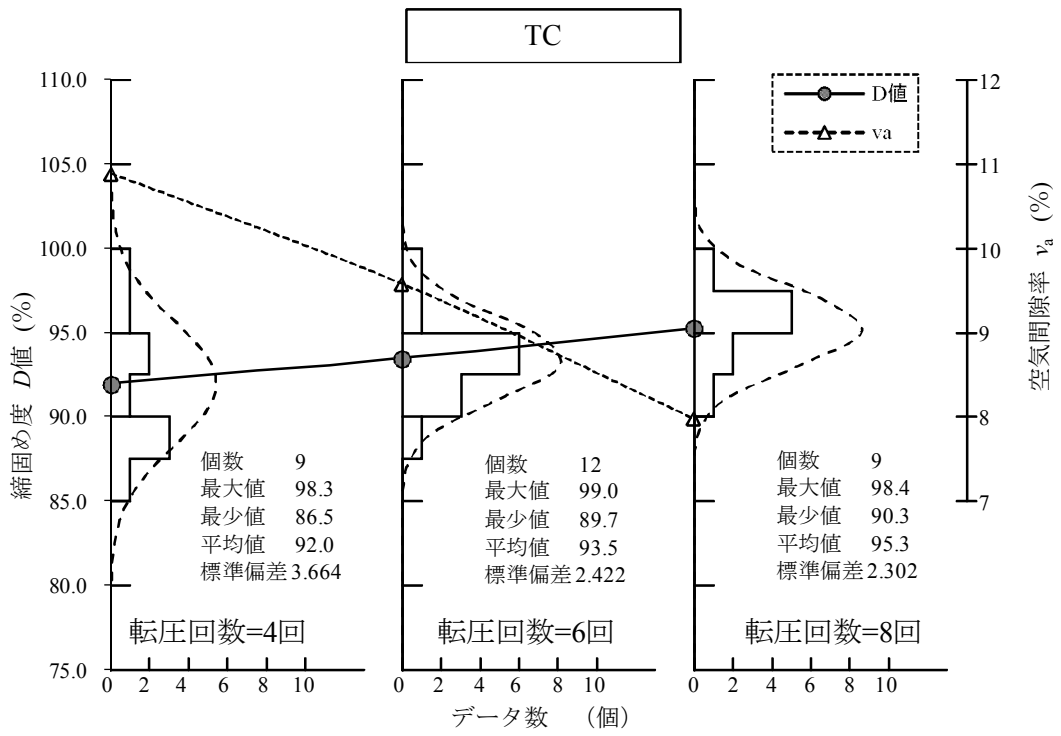 TC
締固め度 D値 (%)
110.0
105.0
100.0
95.0
90.0
85.0
80.0
75.0
D値
va
12
11
10
9
8
7
空気間隙率 va (%)
個数 9
最大値 98.3
最少値 86.5
平均値 92.0
標準偏差 3.664
転圧回数=4回
個数 12
最大値 99.0
最少値 89.7
平均値 93.5
標準偏差 2.422
転圧回数=6回
個数 9
最大値 98.4
最少値 90.3
平均値 95.3
標準偏差 2.302
転圧回数=8回
0 2 4 6 8 10
0 2 4 6 8 10
0 2 4 6 8 10
データ数 (個)